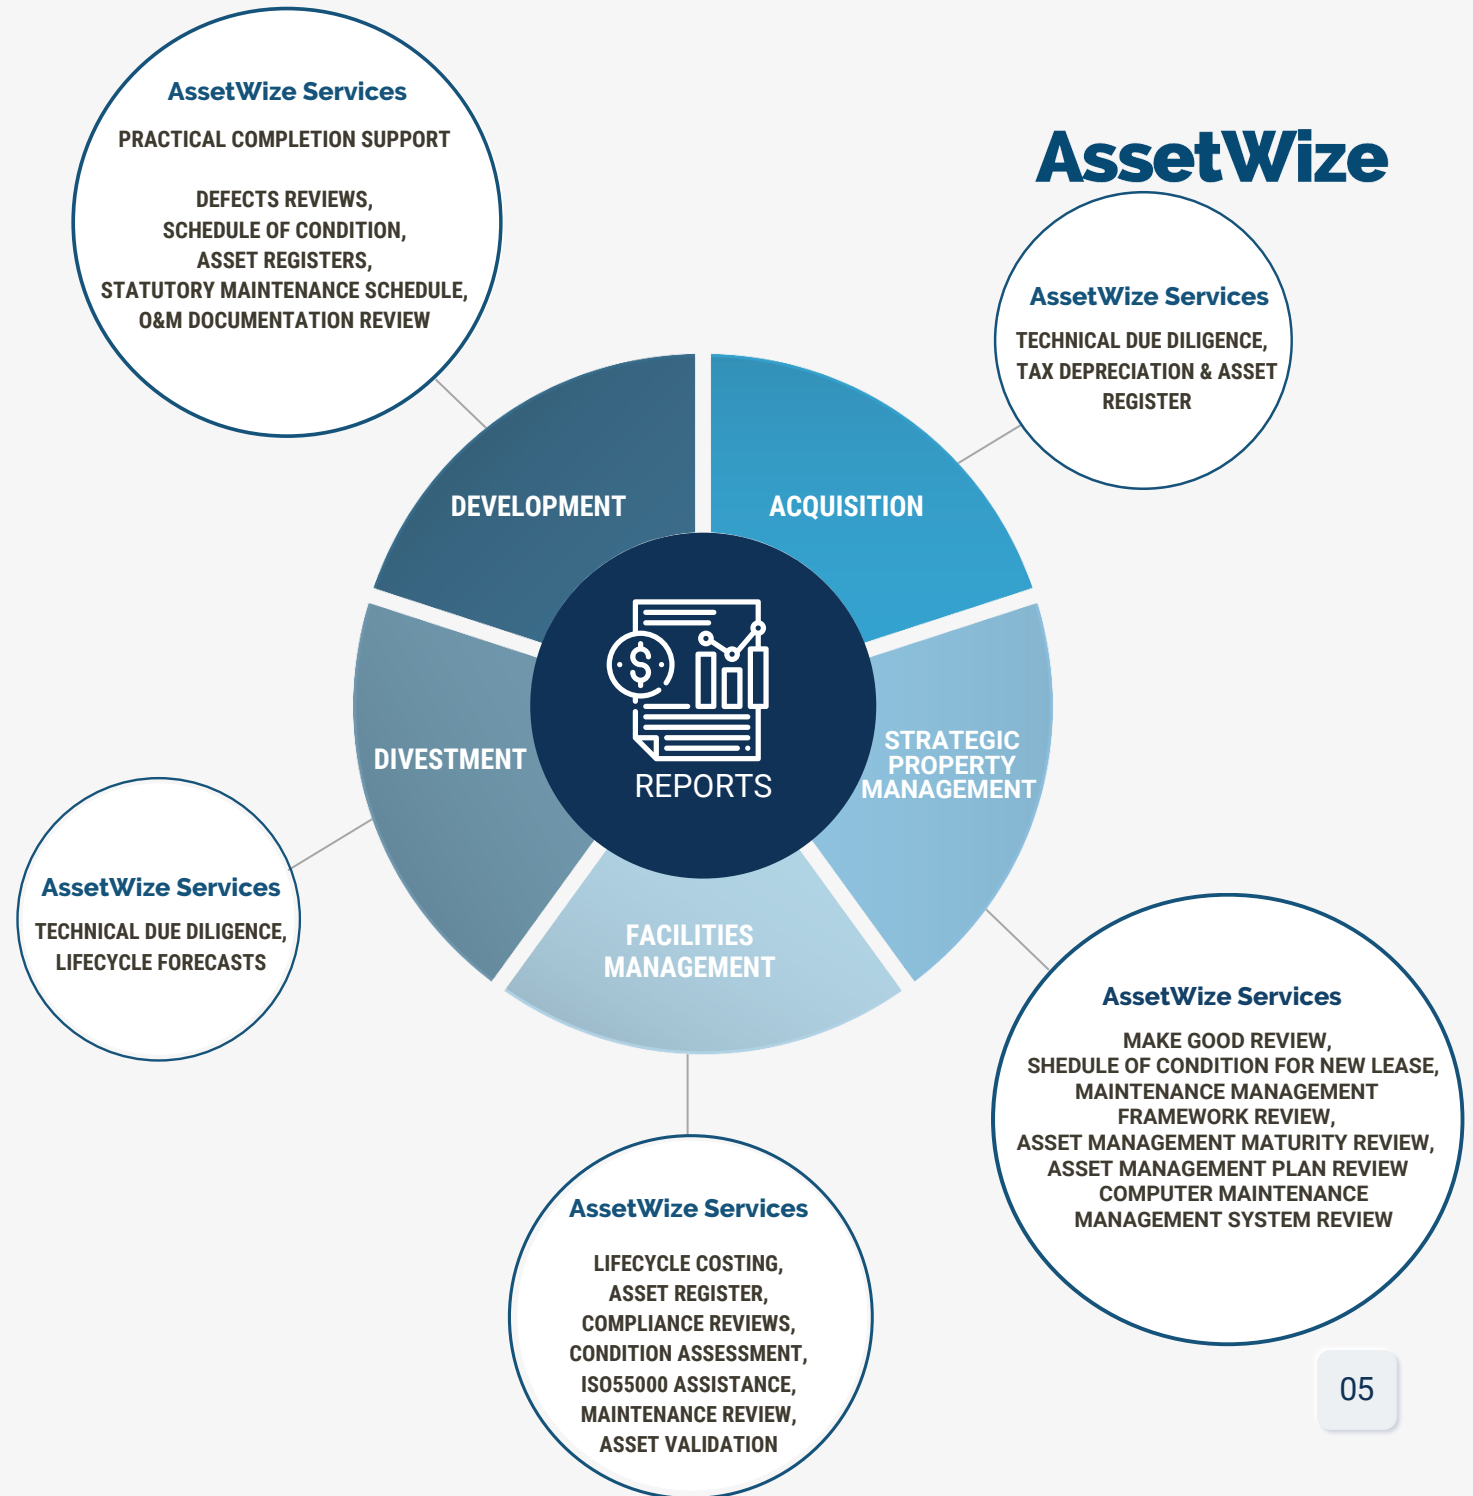 AssetWize Services
PRACTICAL COMPLETION SUPPORT
DEFECTS REVIEWS,
SCHEDULE OF CONDITION,
ASSET REGISTERS,
STATUTORY MAINTENANCE SCHEDULE,
O&M DOCUMENTATION REVIEW
AssetWize
AssetWize Services
TECHNICAL DUE DILIGENCE,
TAX DEPRECIATION & ASSET
REGISTER
DEVELOPMENT
ACQUISITION
$
REPORTS
DIVESTMENT
STRATEGIC
PROPERTY
MANAGEMENT
FACILITIES
MANAGEMENT
AssetWize Services
TECHNICAL DUE DILIGENCE,
LIFECYCLE FORECASTS
AssetWize Services
MAKE GOOD REVIEW,
SHEDULE OF CONDITION FOR NEW LEASE,
MAINTENANCE MANAGEMENT
FRAMEWORK REVIEW,
ASSET MANAGEMENT MATURITY REVIEW,
ASSET MANAGEMENT PLAN REVIEW
COMPUTER MAINTENANCE
MANAGEMENT SYSTEM REVIEW
AssetWize Services
LIFECYCLE COSTING,
ASSET REGISTER,
COMPLIANCE REVIEWS,
CONDITION ASSESSMENT,
ISO55000 ASSISTANCE,
MAINTENANCE REVIEW,
ASSET VALIDATION
05